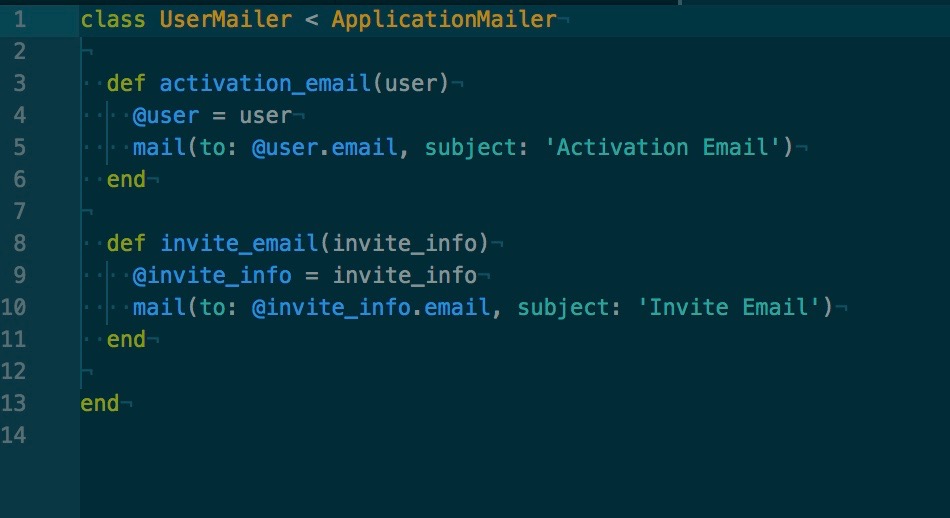 1 class UserMailer < ApplicationMailer¬
2 ¬
3 ··def activation_email(user)¬
4 ····@user = user¬
5 ····mail(to: @user.email, subject: 'Activation Email')¬
6 ··end¬
7 ¬
8 ··def invite_email(invite_info)¬
9 ····@invite_info = invite_info¬
10 ····mail(to: @invite_info.email, subject: 'Invite Email')¬
11 ··end¬
12 ¬
13 end¬
14